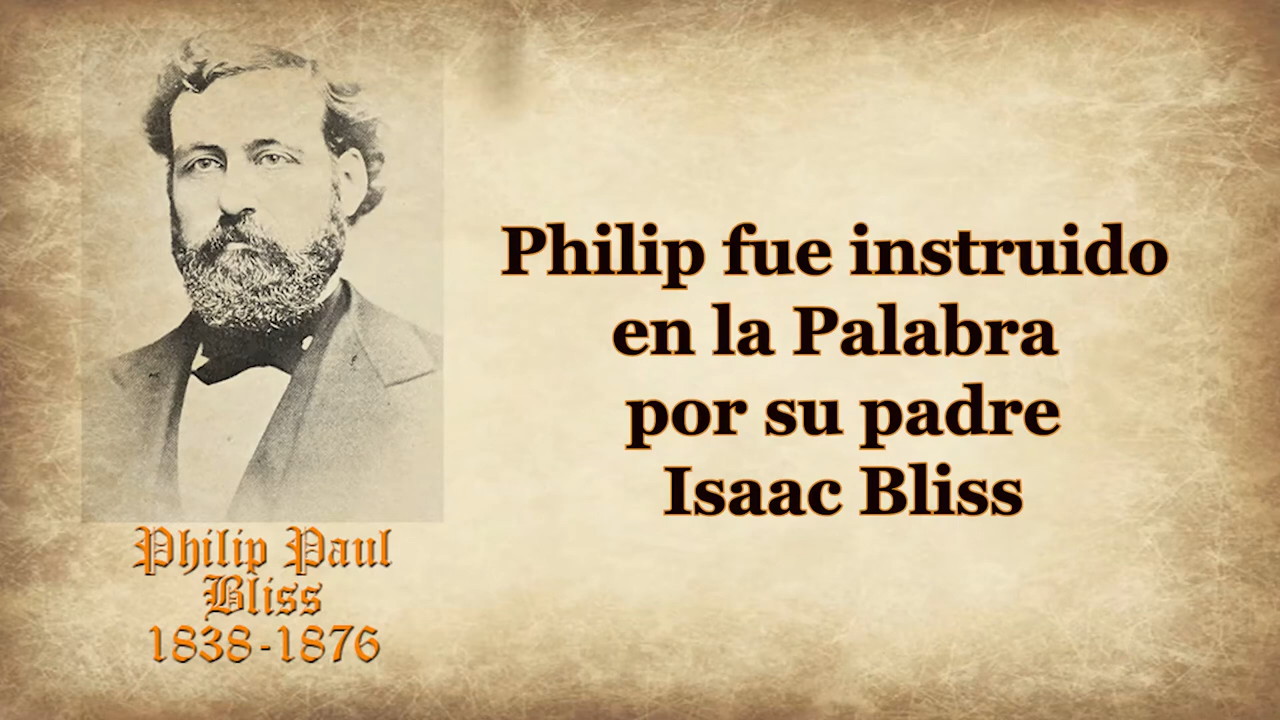 Philip fue instruido
en la Palabra
por su padre
Isaac Bliss
Philip Paul
Bliss
1838-1876